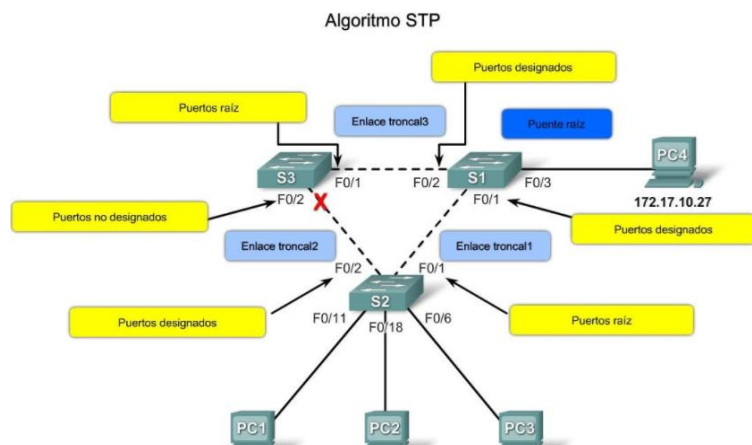 Algoritmo STP
Puertos designados
Puertos raíz
Enlace troncal3
Puente raíz
S3
F0/1
F0/2
S1
F0/3
PC4
F0/2
F0/1
172.17.10.27
Puertos no designados
X
Puertos designados
Enlace troncal2
Enlace troncal1
F0/2
F0/1
Puertos designados
S2
Puertos raíz
F0/11
F0/18
F0/6
PC1
PC2
PC3